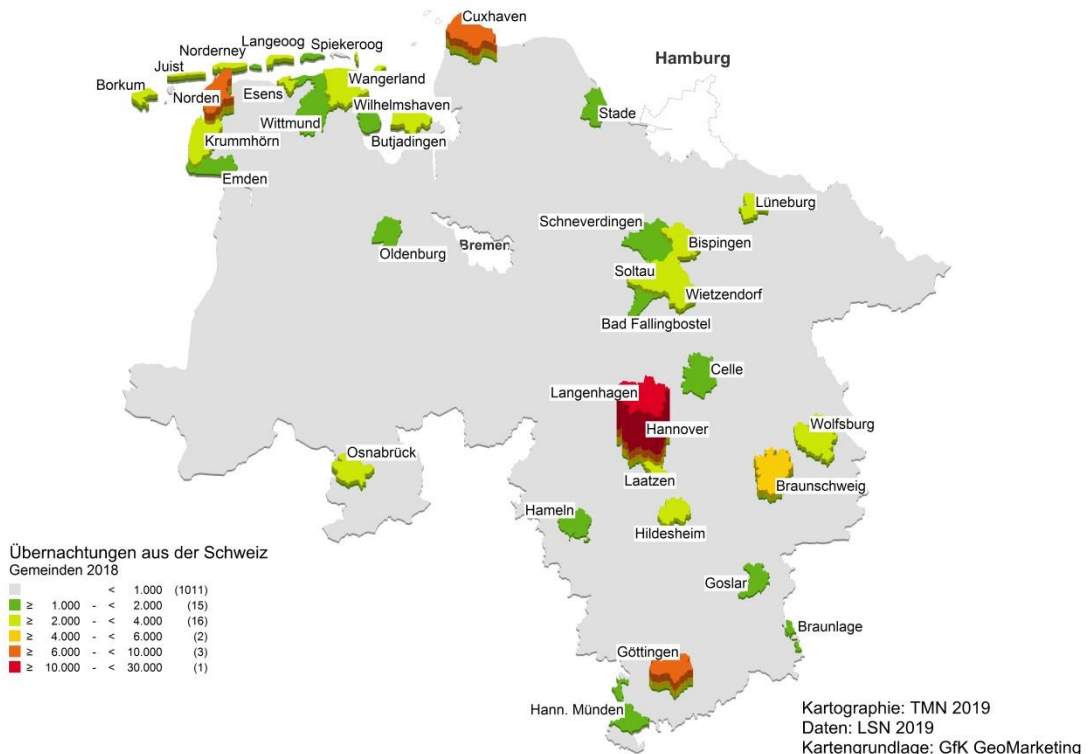 Cuxhaven
Hamburg
Langeoog
Spiekeroog
Norderney
Juist
Wangerland
Borkum
Esens
Norden
Wilhelmshaven
Stade
Wittmund
Butjadingen
Krummhörn
Emden
Lüneburg
Schneverdingen
Bispingen
Bremen
Oldenburg
Soltau
Wietzendorf
Bad Fallingbostel
Celle
Langenhagen
Wolfsburg
Hannover
Osnabrück
Laatzen
Braunschweig
Hameln
Hildesheim
Goslar
Braunlage
Göttingen
Hann. Münden
Übernachtungen aus der Schweiz
Gemeinden 2018
< 1.000 (1011)
≥ 1.000 - < 2.000 (15)
≥ 2.000 - < 4.000 (16)
≥ 4.000 - < 6.000 (2)
≥ 6.000 - < 10.000 (3)
≥ 10.000 - < 30.000 (1)
Kartographie: TMN 2019
Daten: LSN 2019
Kartengrundlage: GfK GeoMarketing